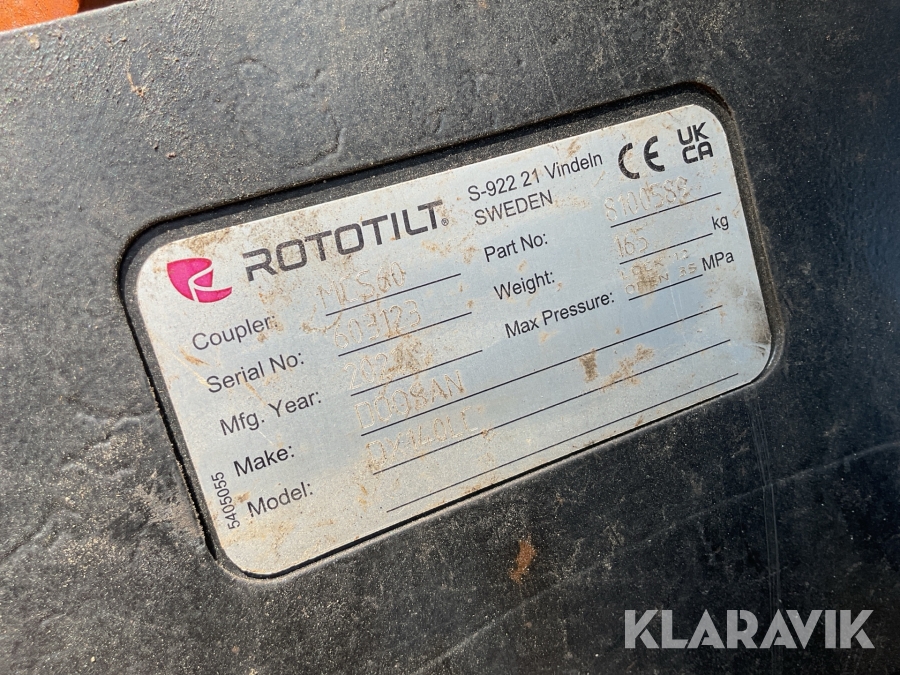 ROTOTILT®
S-922 21 Vindeln
SWEDEN
CE UK CA
Coupler:
Part No:
Serial No:
Weight: 165 kg
Mfg. Year:
Max Pressure: MPa
Make: DOOSAN
Model:
5405055
KLARAVIK